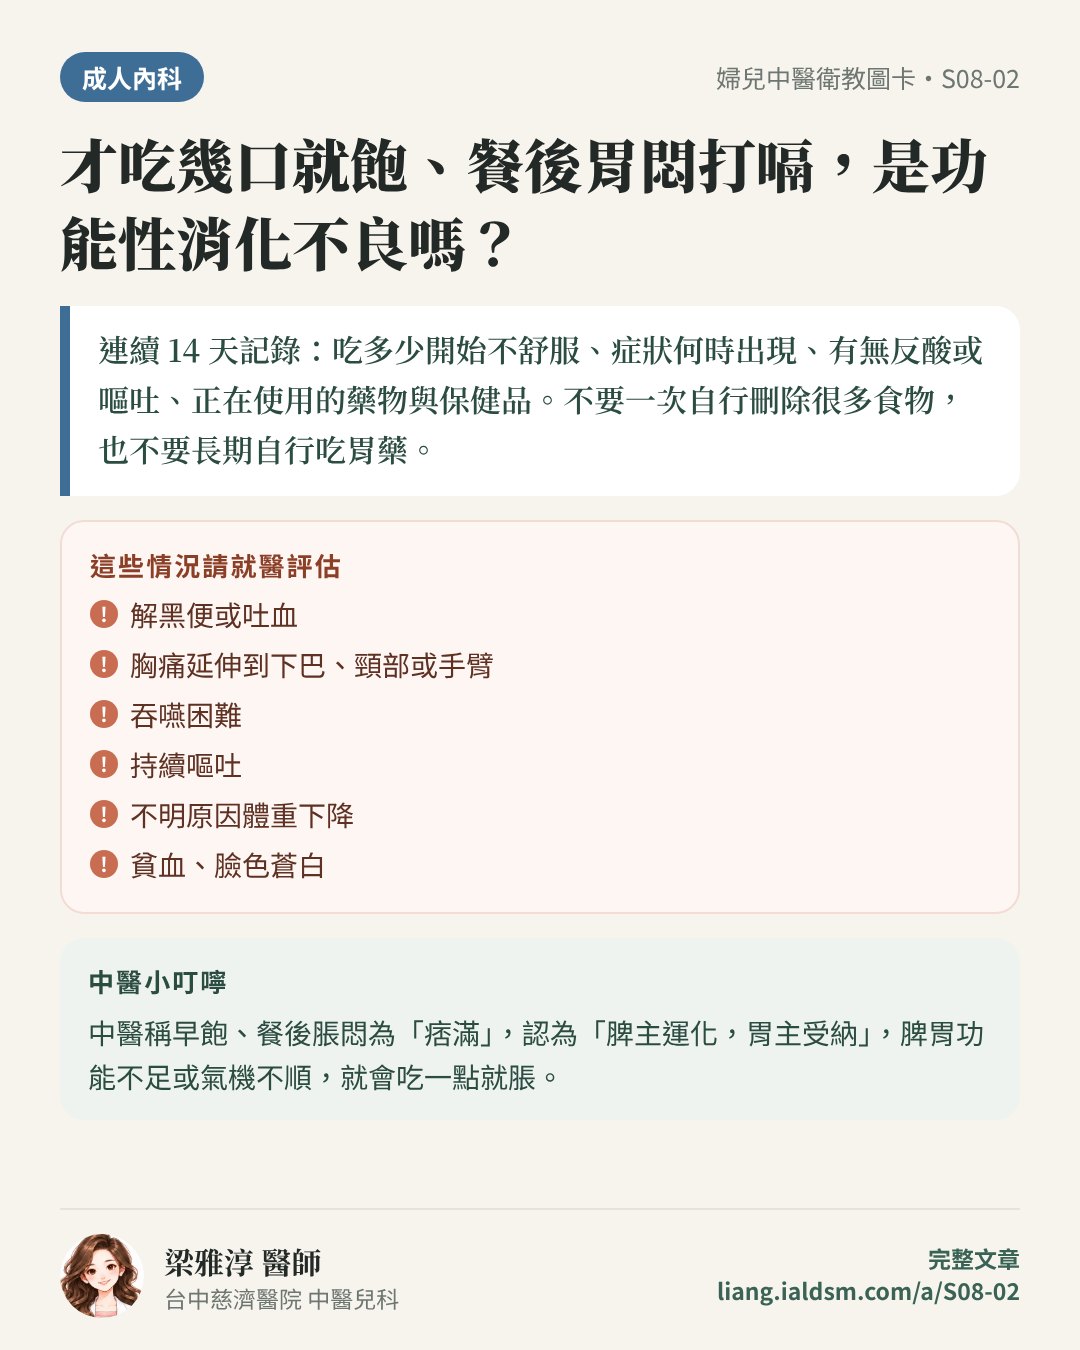 成人內科
婦兒中醫衛教圖卡・S08-02
才吃幾口就飽、餐後胃悶打嗝，是功
能性消化不良嗎？
連續 14 天記錄：吃多少開始不舒服、症狀何時出現、有無反酸或
嘔吐、正在使用的藥物與保健品。不要一次自行刪除很多食物，
也不要長期自行吃胃藥。
這些情況請就醫評估
! 解黑便或吐血
! 胸痛延伸到下巴、頸部或手臂
! 吞嚥困難
! 持續嘔吐
! 不明原因體重下降
! 貧血、臉色蒼白
中醫小叮嚀
中醫稱早飽、餐後脹悶為「痞滿」，認為「脾主運化，胃主受納」，脾胃功
能不足或氣機不順，就會吃一點就脹。
梁雅淳 醫師
台中慈濟醫院 中醫兒科
完整文章
liang.ialdsm.com/a/S08-02